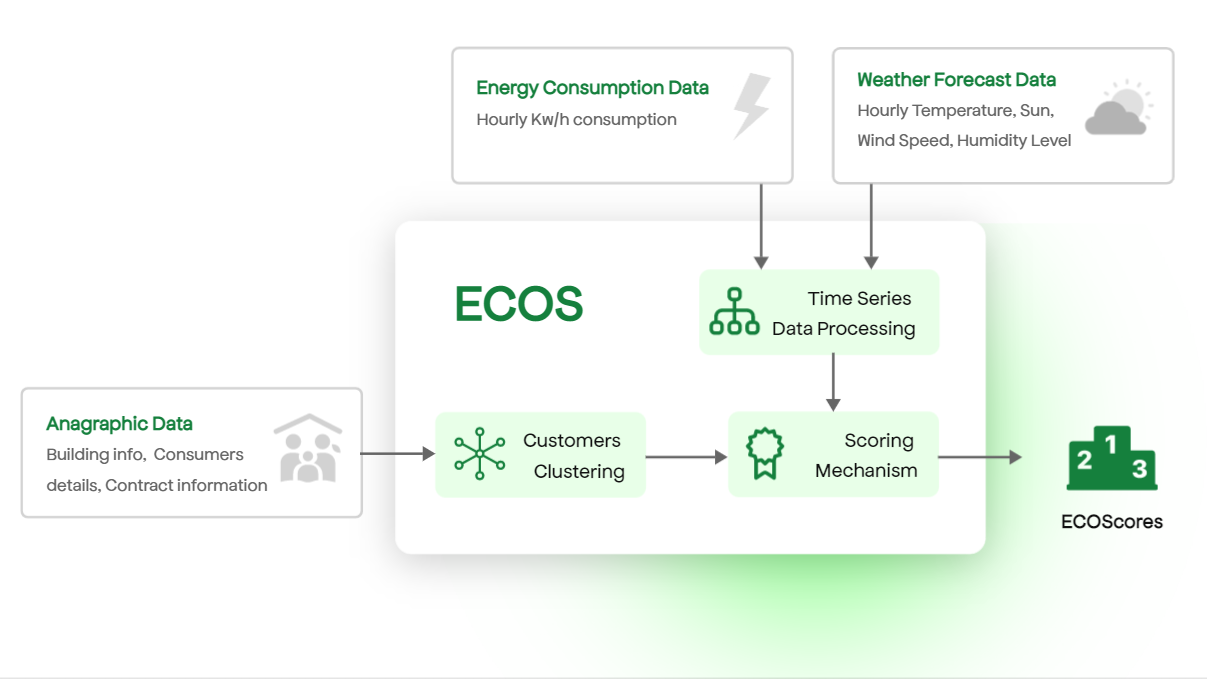 Energy Consumption Data
Hourly Kw/h consumption
Weather Forecast Data
Hourly Temperature, Sun,
Wind Speed, Humidity Level
ECOS
Time Series
Data Processing
Anagraphic Data
Building info, Consumers
details, Contract information
Customers
Clustering
Scoring
Mechanism
2 1 3
ECOScores